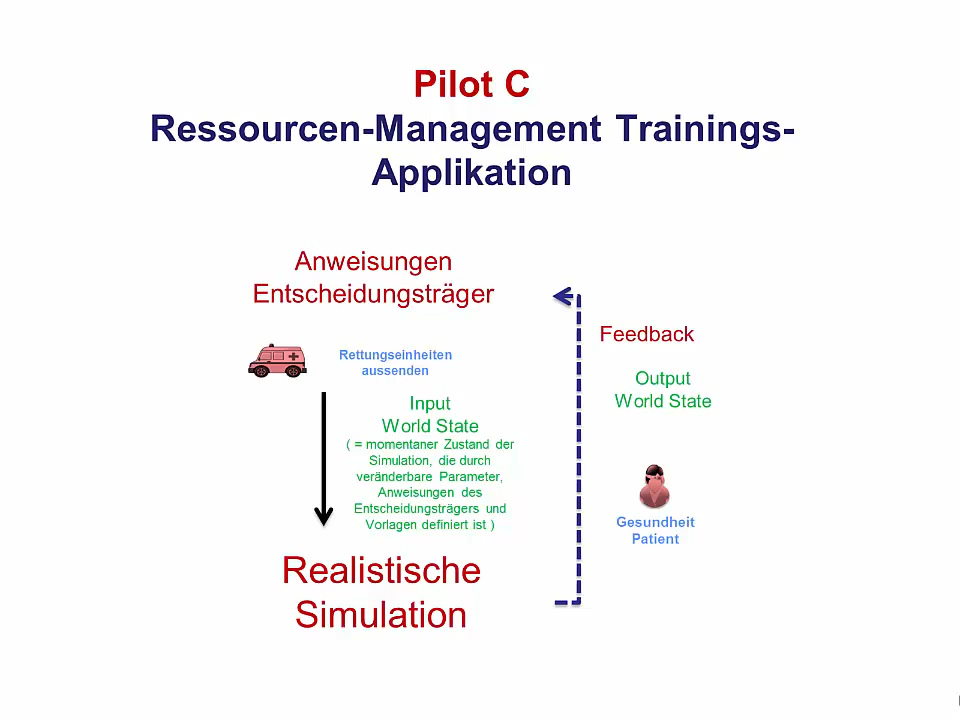 Pilot C
Ressourcen-Management Trainings-
Applikation
Anweisungen
Entscheidungsträger
Rettungseinheiten
aussenden
Input
World State
( = momentaner Zustand der
Simulation, die durch
veränderbare Parameter,
Anweisungen des
Entscheidungsträgers und
Vorlagen definiert ist )
Realistische
Simulation
Feedback
Output
World State
Gesundheit
Patient